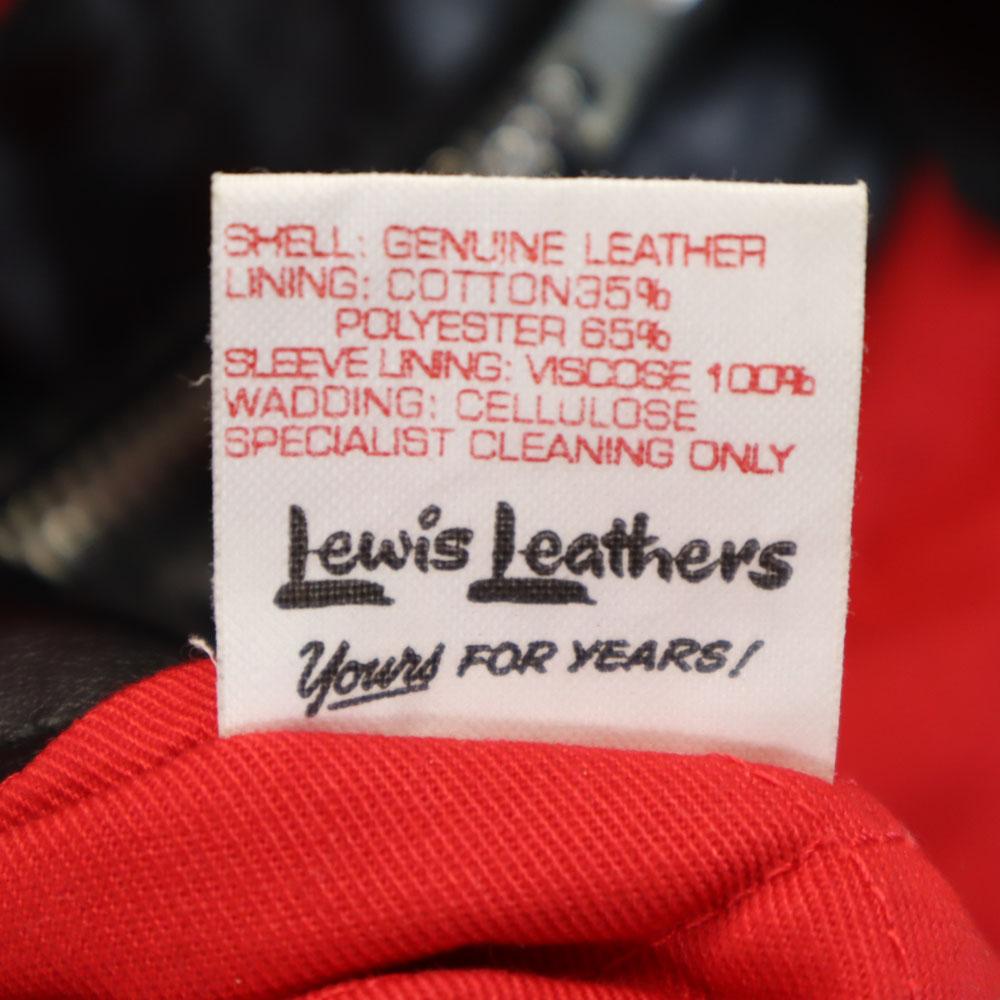 SHELL: GENUINE LEATHER
LINING: COTTON35%
POLYESTER 65%
SLEEVE LINING: VISCOSE 100%
WADDING: CELLULOSE
SPECIALIST CLEANING ONLY
Lewis Leathers
Yours FOR YEARS!